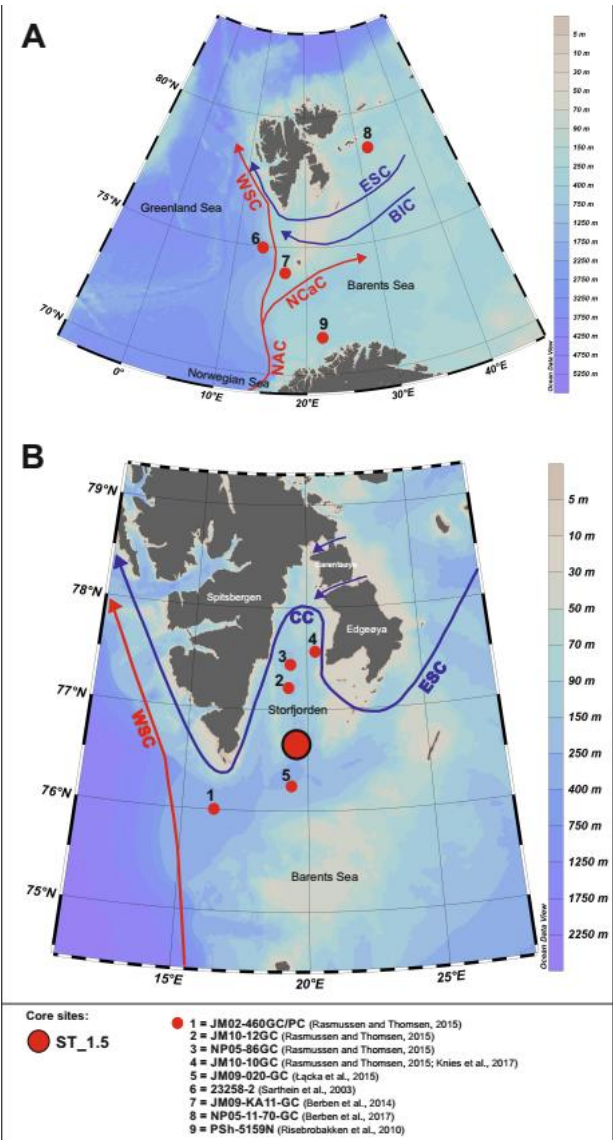 A
80°N
75°N
70°N
0°
10°E
20°E
30°E
40°E
Greenland Sea
Norwegian Sea
Barents Sea
WSC
ESC
BIC
NCaC
NAC
6
7
8
9
5 m
10 m
30 m
50 m
70 m
90 m
150 m
250 m
400 m
750 m
1250 m
1750 m
2250 m
2750 m
3250 m
3750 m
4250 m
4750 m
5250 m
Ocean Data View
B
79°N
78°N
77°N
76°N
75°N
15°E
20°E
25°E
Spitsbergen
Barentsøya
Edgeøya
CC
ESC
WSC
Storfjorden
Barents Sea
4
3
2
5
1
5 m
10 m
30 m
50 m
70 m
90 m
150 m
250 m
400 m
750 m
1250 m
1750 m
2250 m
Ocean Data View
Core sites:
ST_1.5
1 = JM02-460GC/PC (Rasmussen and Thomsen, 2015)
2 = JM10-12GC (Rasmussen and Thomsen, 2015)
3 = NP05-86GC (Rasmussen and Thomsen, 2015)
4 = JM10-10GC (Rasmussen and Thomsen, 2015; Knies et al., 2017)
5 = JM09-020-GC (Łącka et al., 2015)
6 = 23258-2 (Sarthein et al., 2003)
7 = JM09-KA11-GC (Berben et al., 2014)
8 = NP05-11-70-GC (Berben et al., 2017)
9 = PSh-5159N (Risebrobakken et al., 2010)